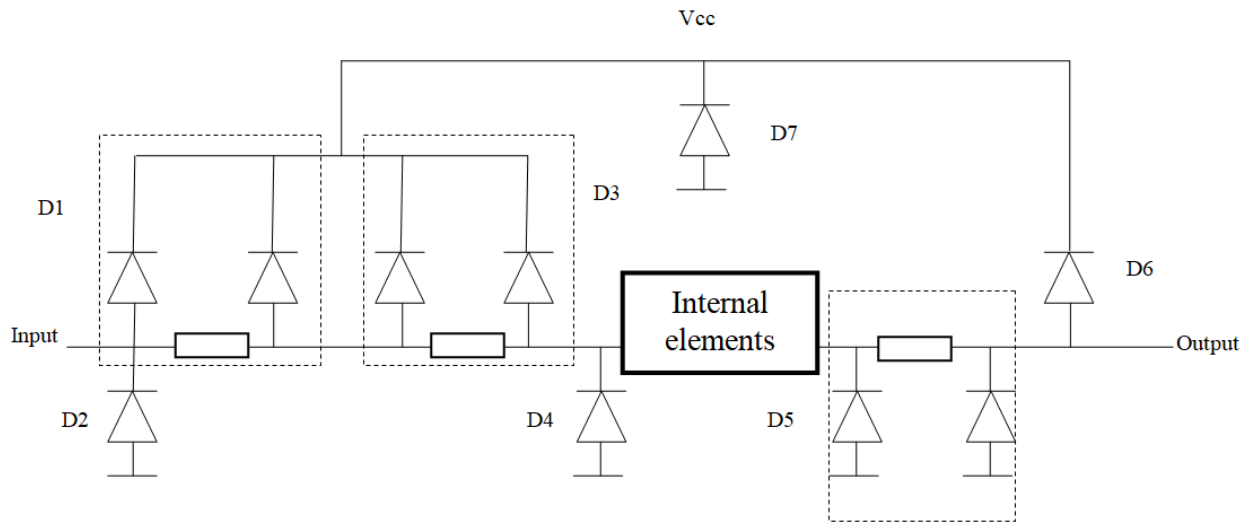 Vcc
D7
D1
D3
D6
Input
Internal
elements
Output
D2
D4
D5